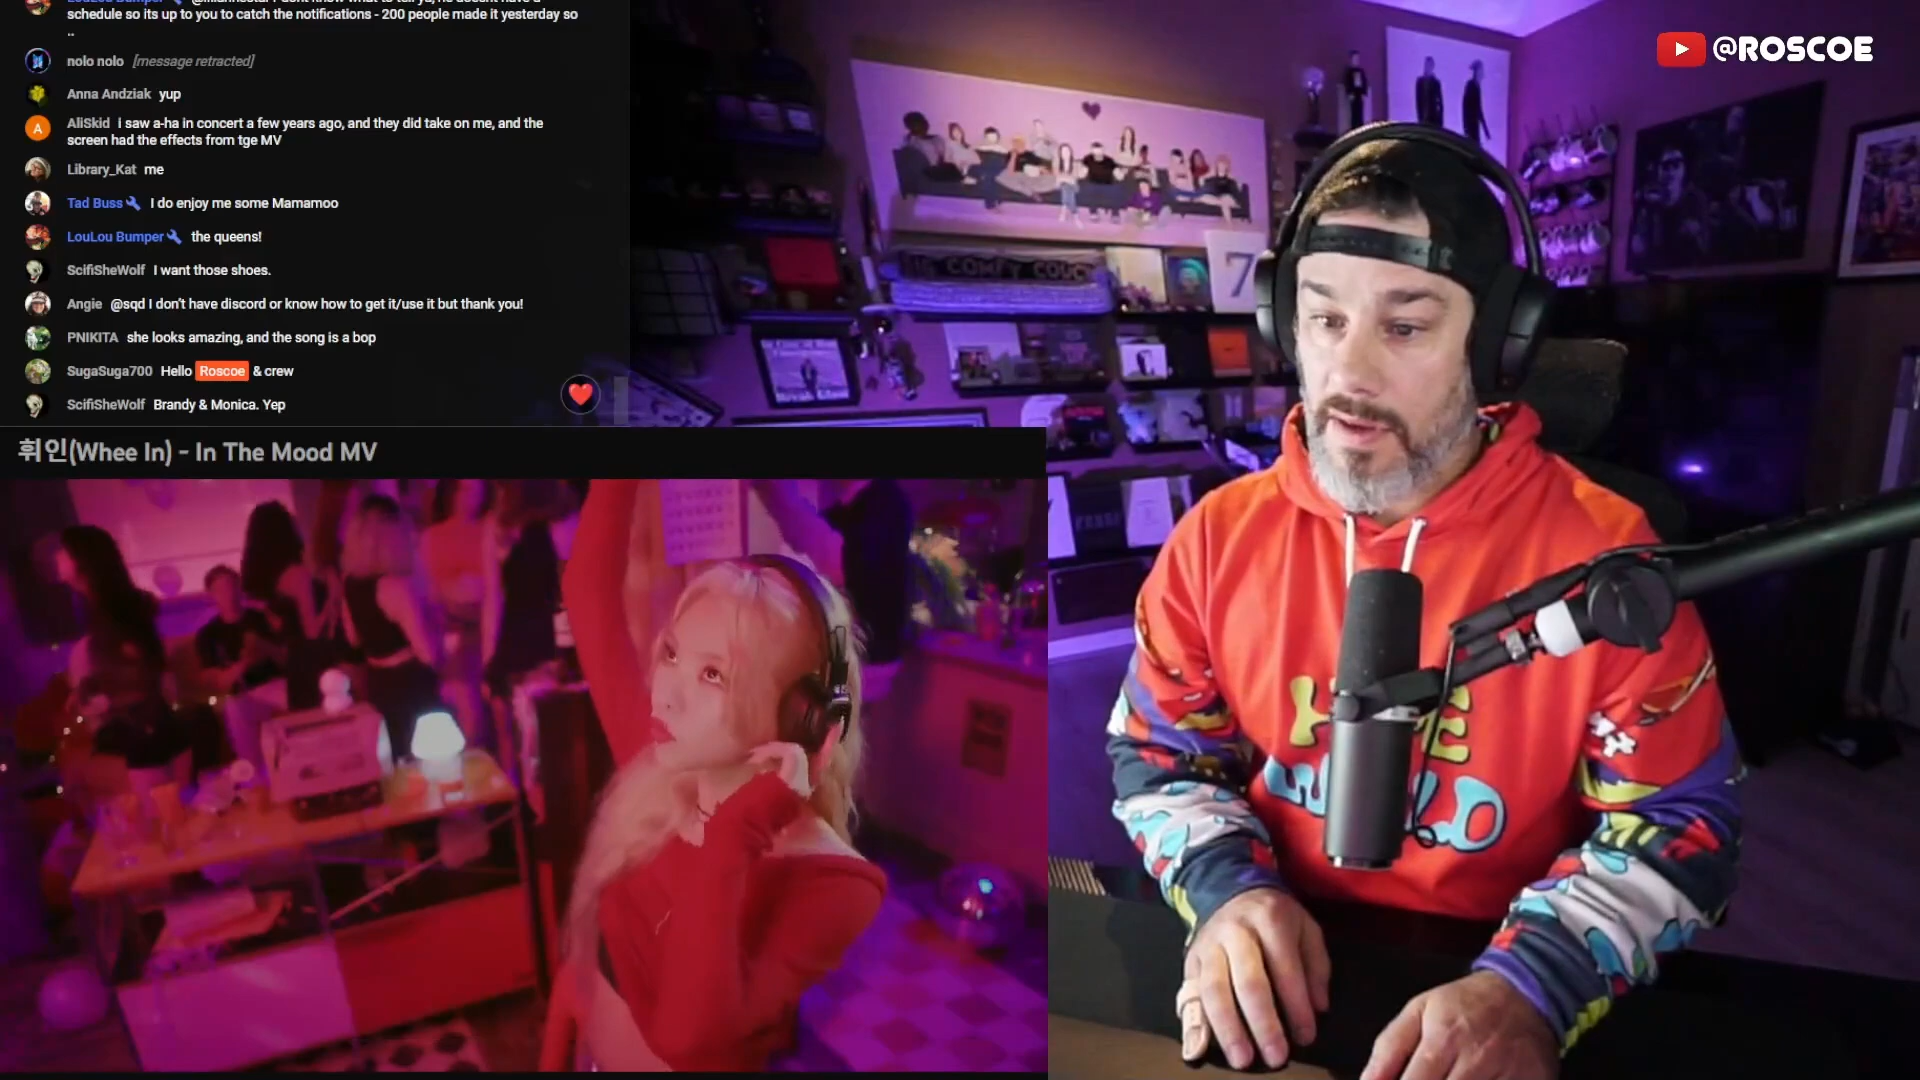 schedule so its up to you to catch the notifications - 200 people made it yesterday so
..
nolo nolo [message retracted]
Anna Andziak yup
A
AliSkid i saw a-ha in concert a few years ago, and they did take on me, and the
screen had the effects from tge MV
Library_Kat me
Tad Buss I do enjoy me some Mamamoo
LouLou Bumper the queens!
ScifiSheWolf I want those shoes.
Angie @sqd I don't have discord or know how to get it/use it but thank you!
PNIKITA she looks amazing, and the song is a bop
SugaSuga700 Hello Roscoe & crew
ScifiSheWolf Brandy & Monica. Yep
휘인(Whee In) - In The Mood MV
@ROSCOE
COMFY COUCH
7